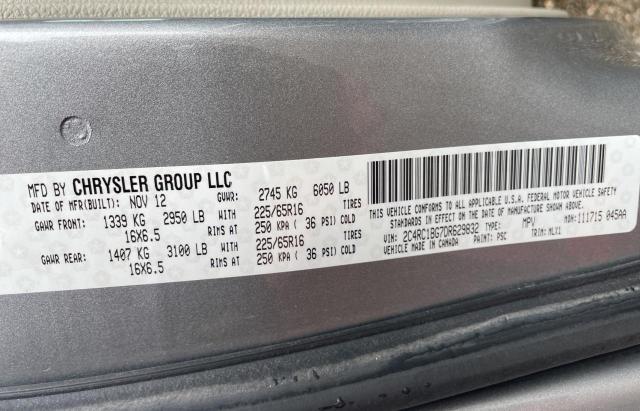 MFD BY CHRYSLER GROUP LLC
DATE OF MFR(BUILT): NOV 12 GVWR: 2745 KG 6050 LB
GAWR FRONT: 1339 KG 2950 LB WITH 225/65R16 TIRES
16X6.5 RIMS AT 250 KPA ( 36 PSI) COLD
GAWR REAR: 1407 KG 3100 LB WITH 225/65R16 TIRES
16X6.5 RIMS AT 250 KPA ( 36 PSI) COLD
THIS VEHICLE CONFORMS TO ALL APPLICABLE U.S.A. FEDERAL MOTOR VEHICLE SAFETY
STANDARDS IN EFFECT ON THE DATE OF MANUFACTURE SHOWN ABOVE.
VIN: 2C4RC1BG7DR629832 TYPE: MPV MDH: 111715 045AA
VEHICLE MADE IN CANADA PAINT: PSC TRIM: MLX1